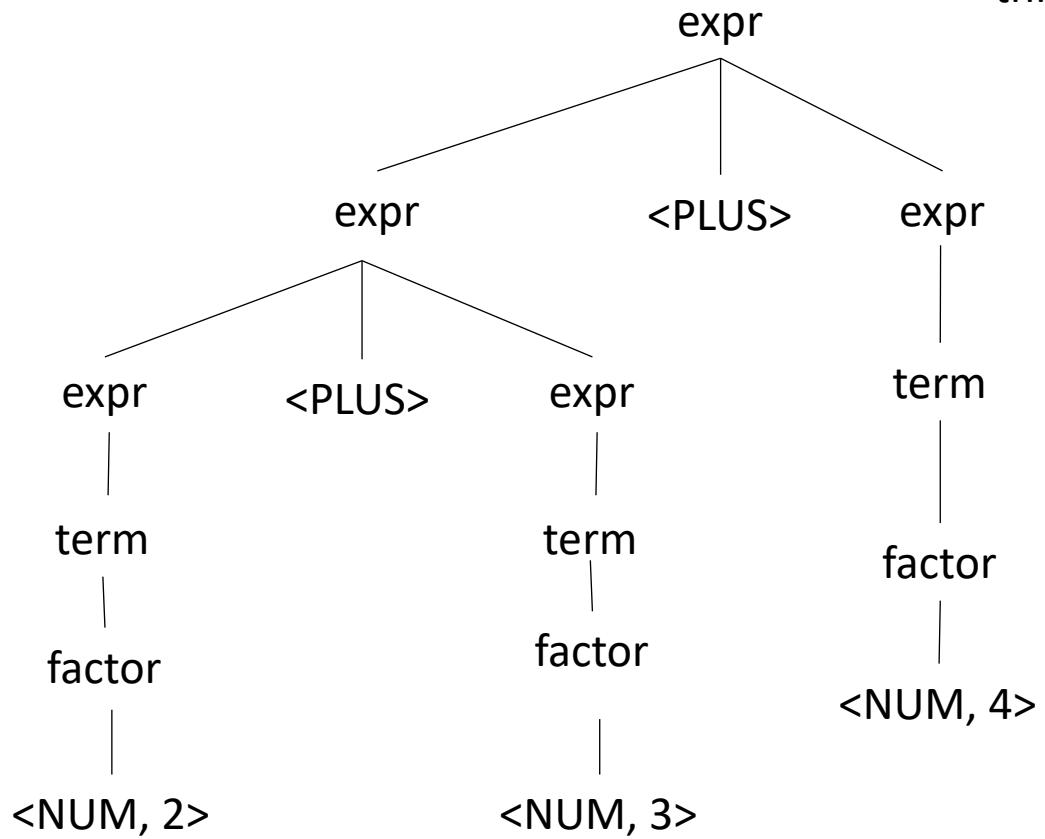 expr
expr <PLUS> expr
expr <PLUS> expr term
term term factor
factor factor <NUM, 4>
<NUM, 2> <NUM, 3>